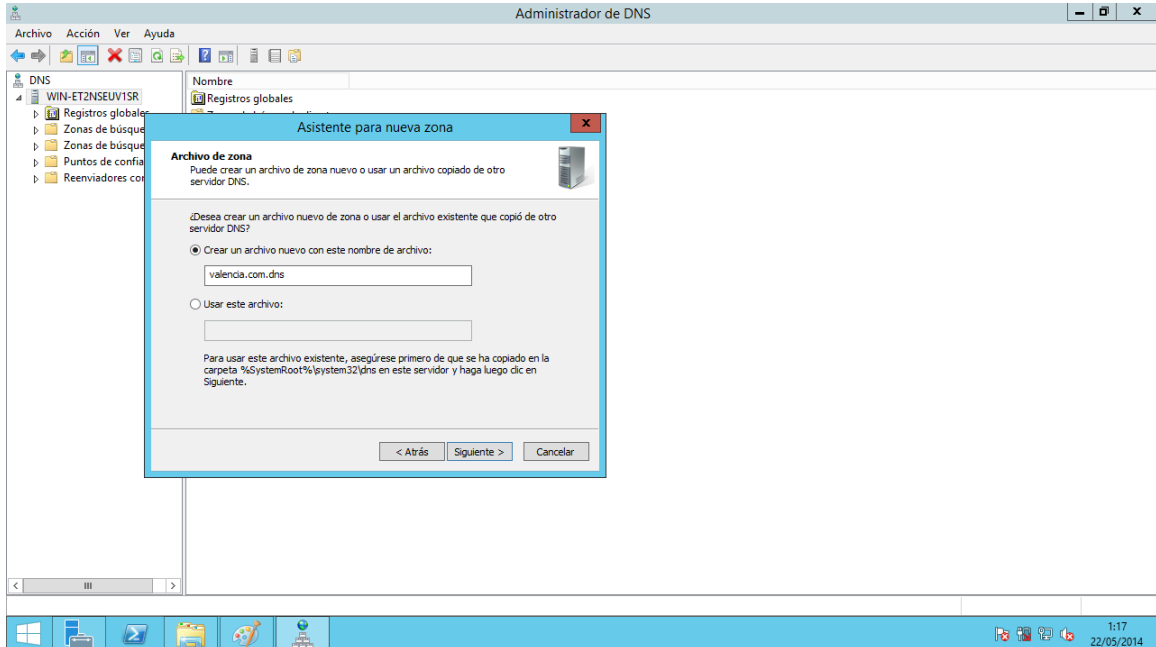 Administrador de DNS
Archivo Acción Ver Ayuda
DNS
WIN-ET2NSEUV1SR
Registros globales
Zonas de búsque
Zonas de búsque
Puntos de confia
Reenviadores cor
Nombre
Registros globales
Asistente para nueva zona
x
Archivo de zona
Puede crear un archivo de zona nuevo o usar un archivo copiado de otro
servidor DNS.
¿Desea crear un archivo nuevo de zona o usar el archivo existente que copió de otro
servidor DNS?
Crear un archivo nuevo con este nombre de archivo:
valencia.com.dns
Usar este archivo:
Para usar este archivo existente, asegúrese primero de que se ha copiado en la
carpeta %SystemRoot%\system32\dns en este servidor y haga luego clic en
Siguiente.
< Atrás Siguiente > Cancelar
1:17
22/05/2014